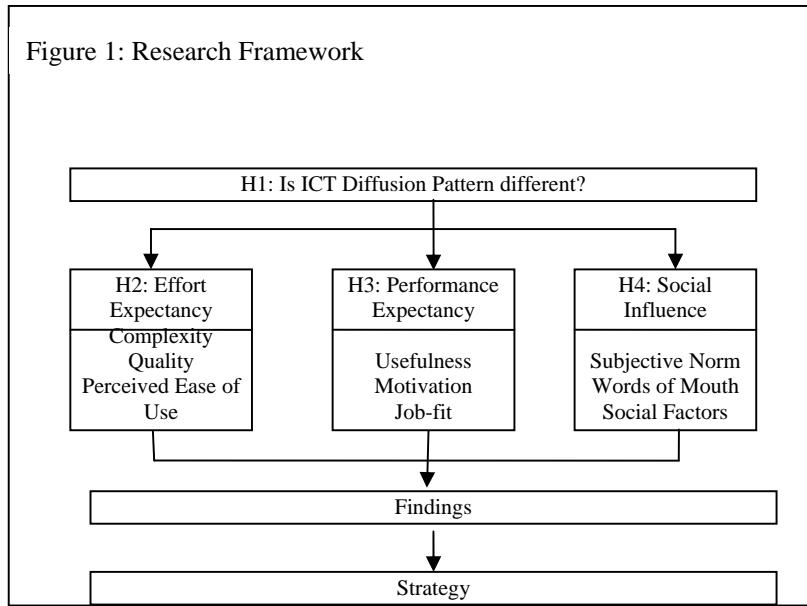 Figure 1: Research Framework
H1: Is ICT Diffusion Pattern different?
H2: Effort
Expectancy
Complexity
Quality
Perceived Ease of
Use
H3: Performance
Expectancy
Usefulness
Motivation
Job-fit
H4: Social
Influence
Subjective Norm
Words of Mouth
Social Factors
Findings
Strategy